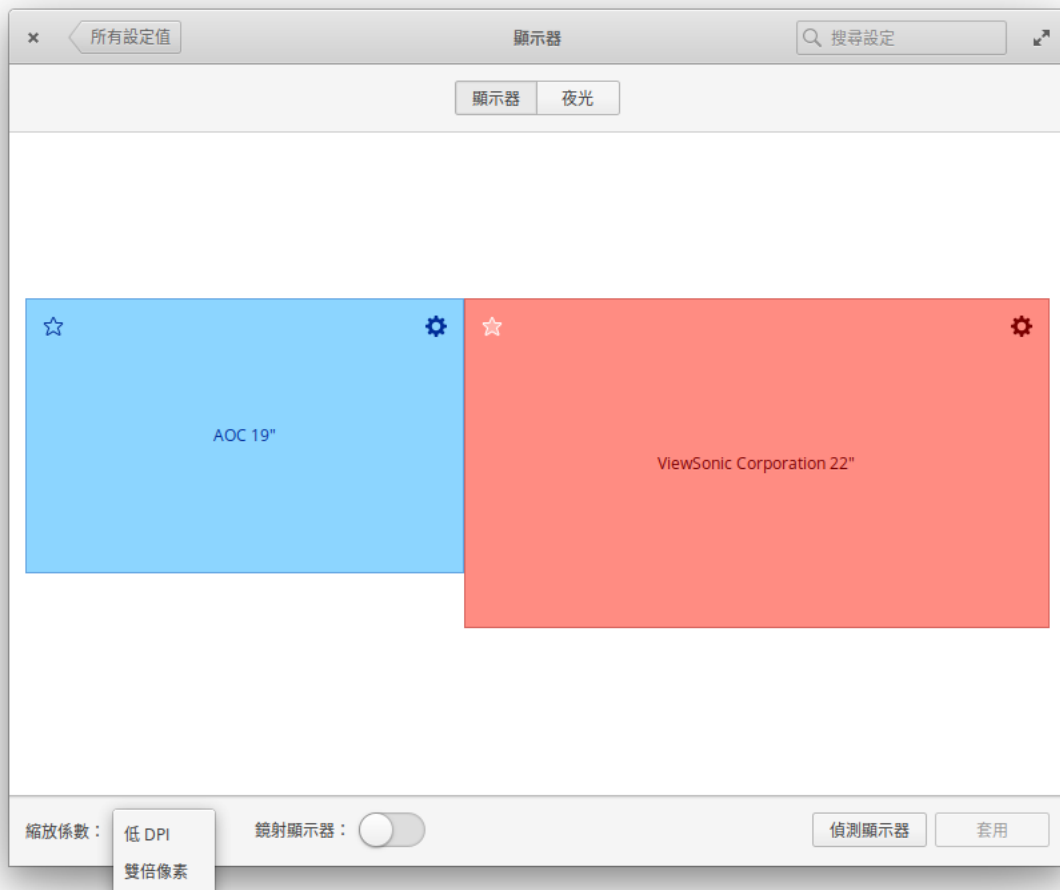 所有設定值
顯示器
搜尋設定
顯示器
夜光
AOC 19"
ViewSonic Corporation 22"
縮放係數：
低 DPI
雙倍像素
鏡射顯示器：
偵測顯示器
套用